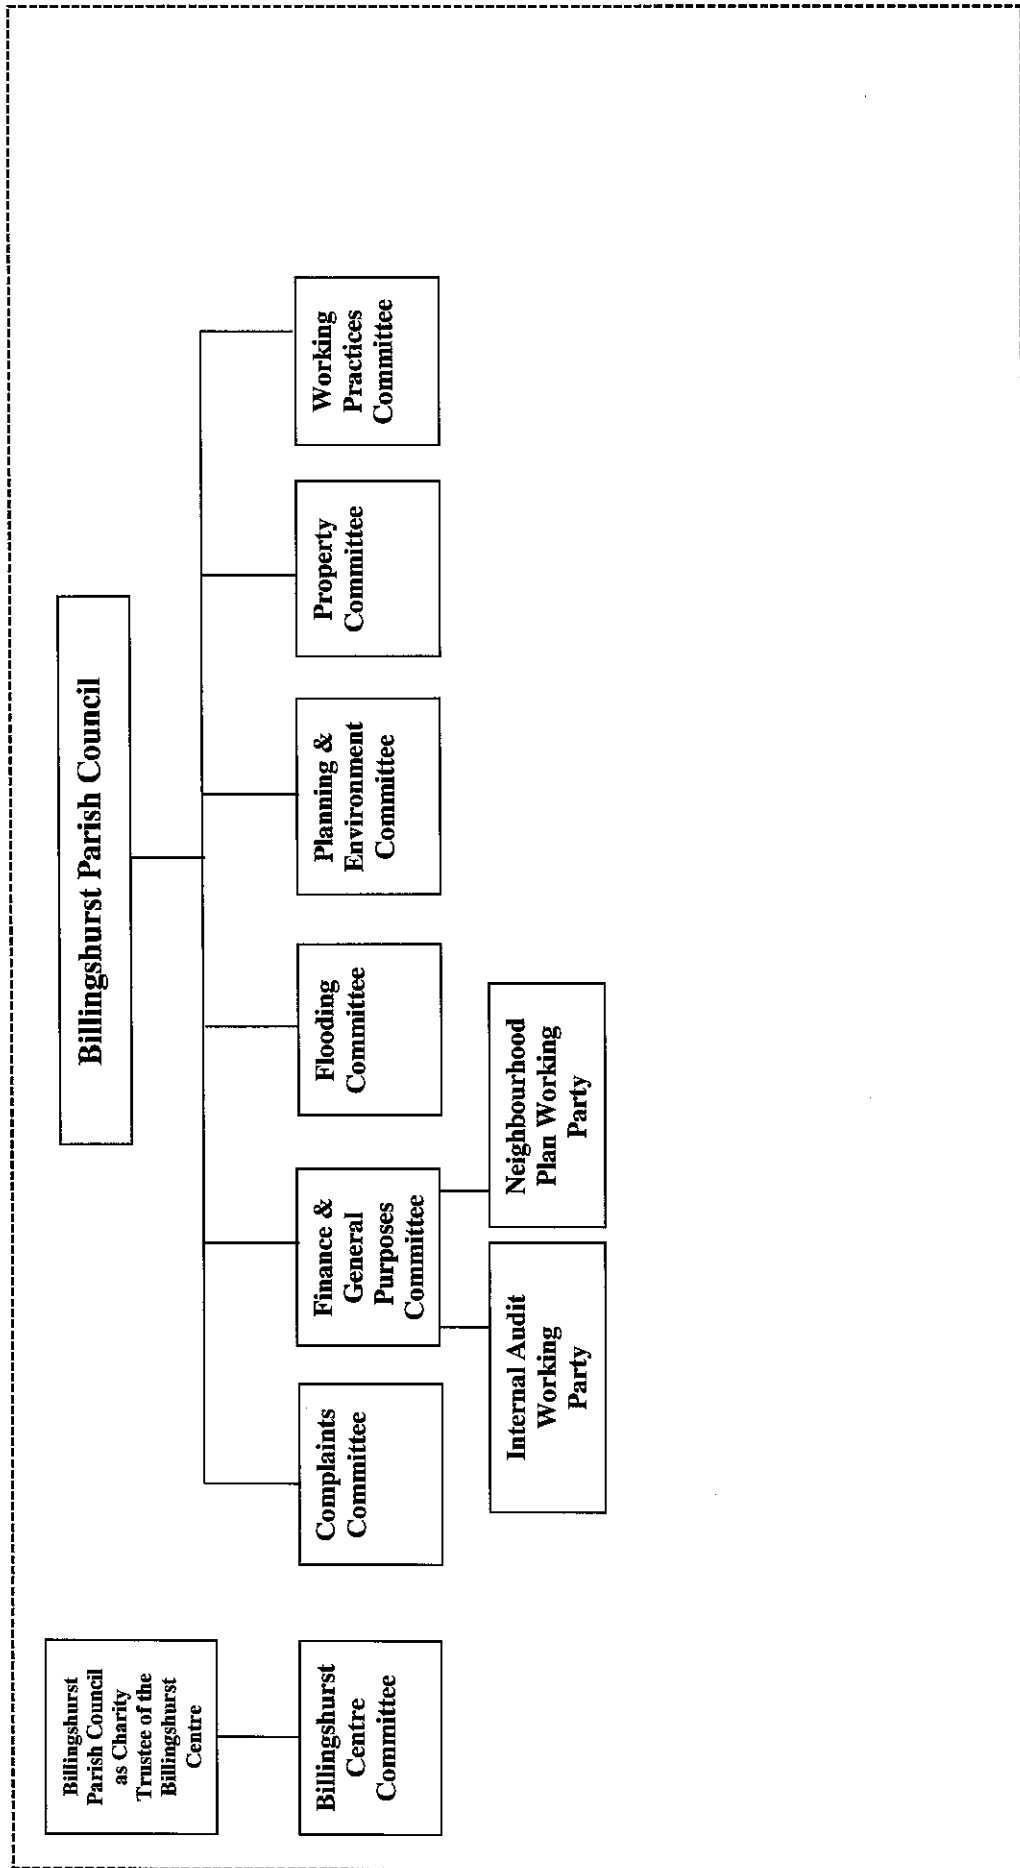 Billingshurst
Parish Council
as Charity
Trustee of the
Billingshurst
Centre
Billingshurst Parish Council
Billingshurst
Centre
Committee
Complaints
Committee
Finance &
General
Purposes
Committee
Flooding
Committee
Planning &
Environment
Committee
Property
Committee
Working
Practices
Committee
Internal Audit
Working
Party
Neighbourhood
Plan Working
Party